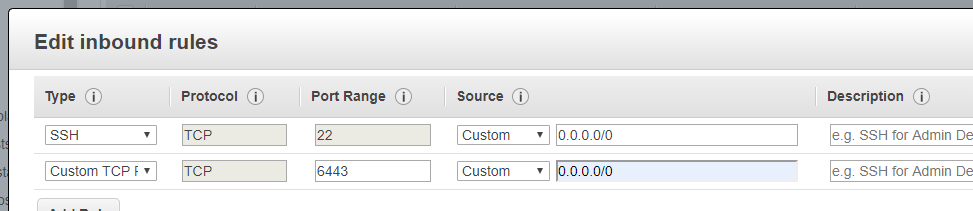 Edit inbound rules
Type i Protocol i Port Range i Source i Description i
SSH TCP 22 Custom 0.0.0.0/0 e.g. SSH for Admin De
Custom TCP F TCP 6443 Custom 0.0.0.0/0 e.g. SSH for Admin De